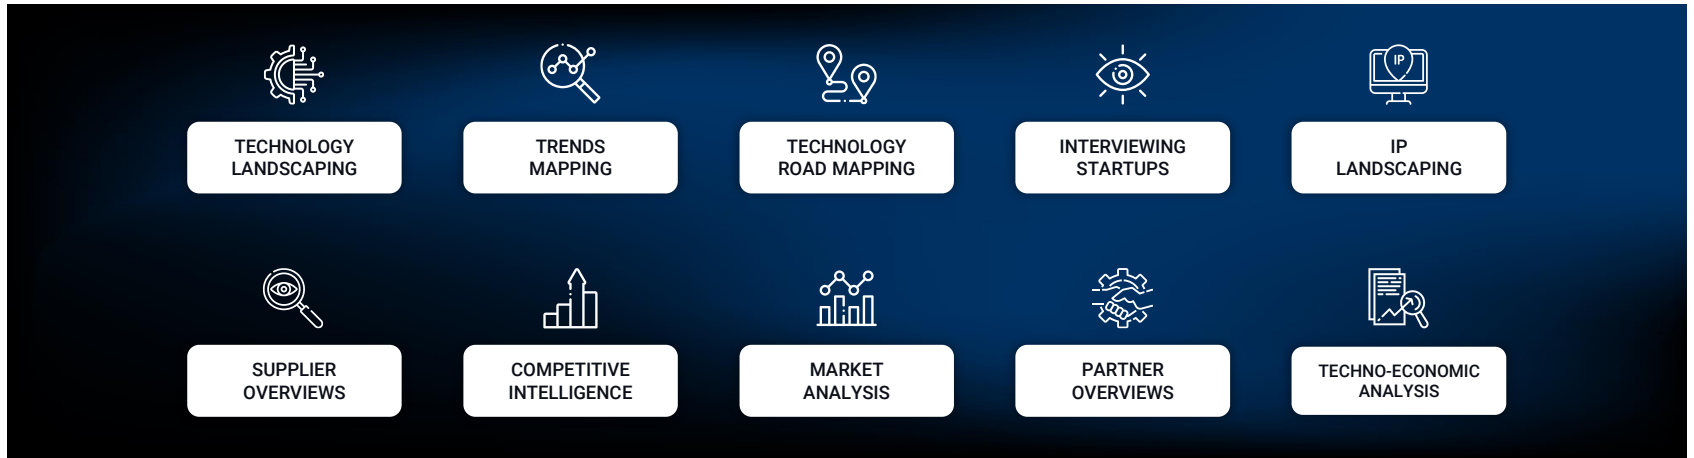 TECHNOLOGY
LANDSCAPING
TRENDS
MAPPING
TECHNOLOGY
ROAD MAPPING
INTERVIEWING
STARTUPS
IP
IP
LANDSCAPING
SUPPLIER
OVERVIEWS
COMPETITIVE
INTELLIGENCE
MARKET
ANALYSIS
PARTNER
OVERVIEWS
TECHNO-ECONOMIC
ANALYSIS